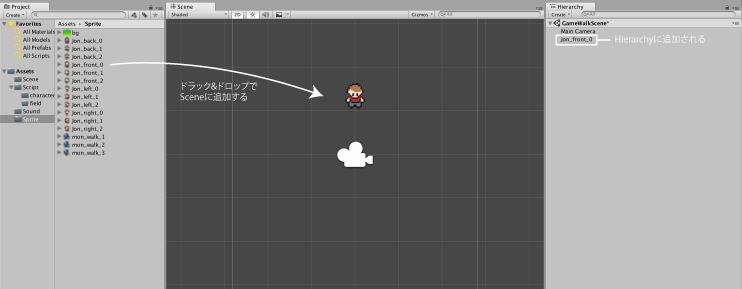 Project
Create
Favorites
All Materials
All Models
All Prefabs
All Scripts
Assets
Scene
Script
character
field
Sound
Sprite
Assets Sprite
bg
Jon_back_0
Jon_back_1
Jon_back_2
Jon_front_0
Jon_front_1
Jon_front_2
Jon_left_0
Jon_left_1
Jon_left_2
Jon_right_0
Jon_right_1
Jon_right_2
mon_walk_1
mon_walk_2
mon_walk_3
Scene
Shaded 2D Gizmos All
ドラック&ドロップで
Sceneに追加する
Hierarchy
Create All
GameWalkScene*
Main Camera
Jon_front_0 Hierarchyに追加される